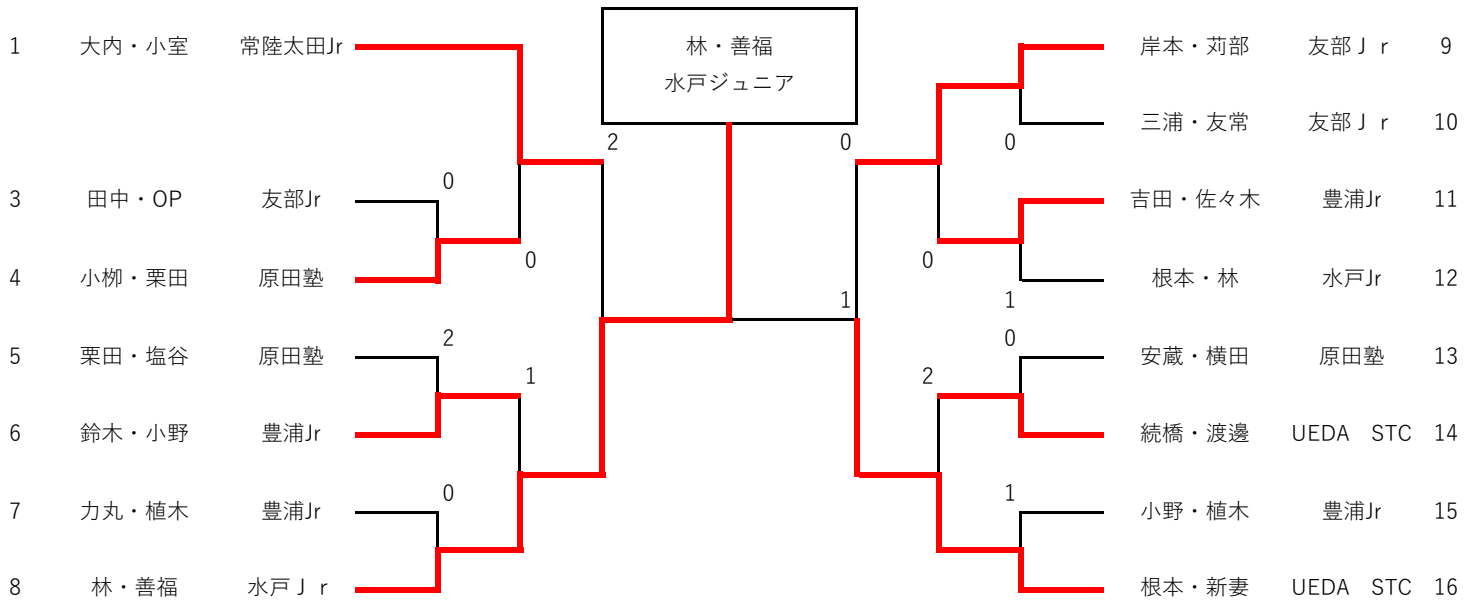 林・善福
水戸ジュニア
1 大内・小室 常陸太田Jr
2
0
3 田中・OP 友部Jr
0
4 小栁・栗田 原田塾
2
5 栗田・塩谷 原田塾
1
6 鈴木・小野 豊浦Jr
0
7 力丸・植木 豊浦Jr
8 林・善福 水戸Ｊｒ
岸本・苅部 友部Ｊｒ 9
0
三浦・友常 友部Ｊｒ 10
0
吉田・佐々木 豊浦Jr 11
0
根本・林 水戸Jr 12
1
1
0
安蔵・横田 原田塾 13
2
続橋・渡邊 UEDA　STC 14
1
小野・植木 豊浦Jr 15
根本・新妻 UEDA　STC 16